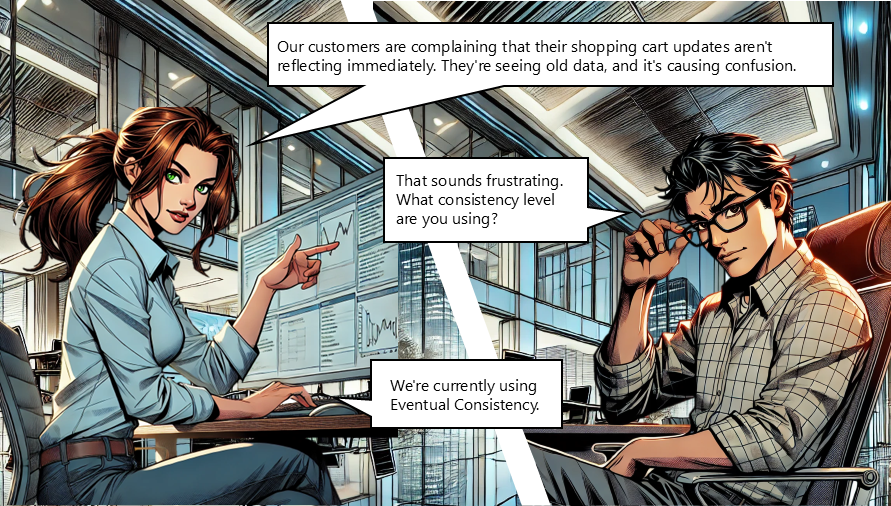 Our customers are complaining that their shopping cart updates aren't
reflecting immediately. They're seeing old data, and it's causing confusion.
That sounds frustrating.
What consistency level
are you using?
We're currently using
Eventual Consistency.